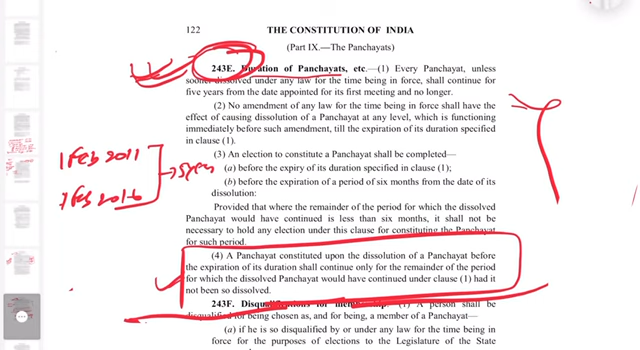 122 THE CONSTITUTION OF INDIA
(Part IX.—The Panchayats)
243E. Duration of Panchayats, etc.—(1) Every Panchayat, unless
sooner dissolved under any law for the time being in force, shall continue for
five years from the date appointed for its first meeting and no longer.
(2) No amendment of any law for the time being in force shall have the
effect of causing dissolution of a Panchayat at any level, which is functioning
immediately before such amendment, till the expiration of its duration specified
in clause (1).
(3) An election to constitute a Panchayat shall be completed—
(a) before the expiry of its duration specified in clause (1);
(b) before the expiration of a period of six months from the date of its
dissolution:
Provided that where the remainder of the period for which the dissolved
Panchayat would have continued is less than six months, it shall not be
necessary to hold any election under this clause for constituting the Panchayat
for such period.
(4) A Panchayat constituted upon the dissolution of a Panchayat before
the expiration of its duration shall continue only for the remainder of the period
for which the dissolved Panchayat would have continued under clause (1) had it
not been so dissolved.
243F. Disqualifications for membership.—(1) A person shall be
disqualified for being chosen as, and for being, a member of a Panchayat—
(a) if he is so disqualified by or under any law for the time being in
force for the purposes of elections to the Legislature of the State
1 Feb 2011
Feb 2016